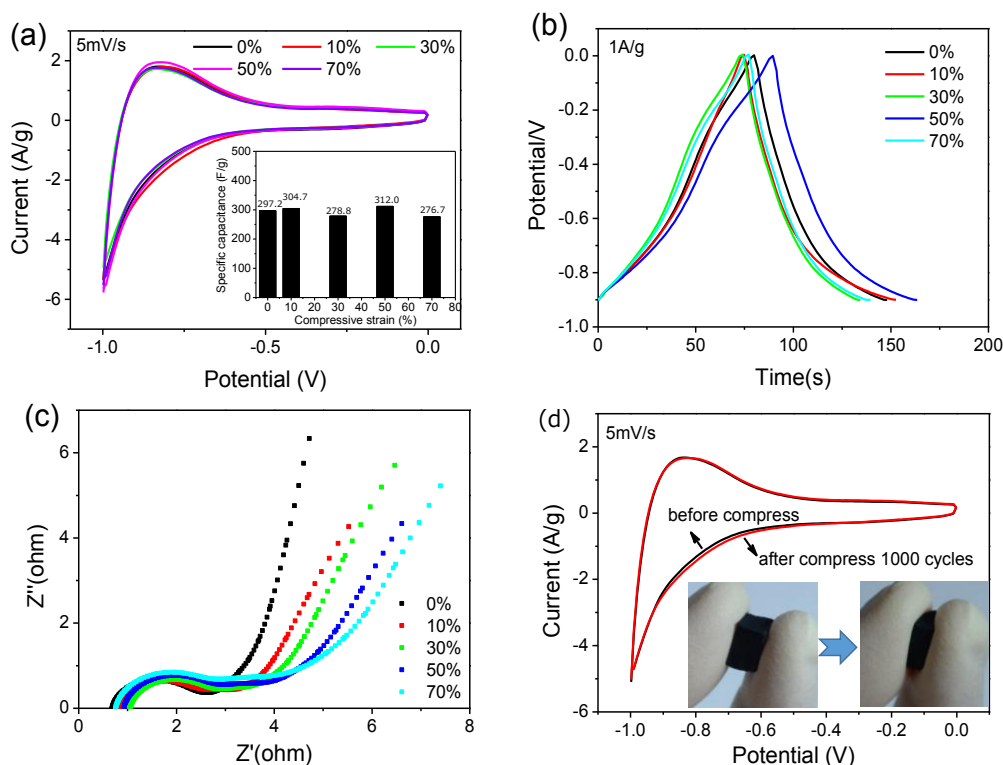 (a)
5mV/s
0% 10% 30%
50% 70%
Current (A/g)
4
2
0
-2
-4
-6
-1.0 -0.5 0.0
Potential (V)
Specific capacitance (F/g)
500
400
300
200
100
0
297.2 304.7 278.8 312.0 276.7
0 10 20 30 40 50 60 70 80
Compressive strain (%)
(b)
1A/g
0%
10%
30%
50%
70%
Potential/V
0.0
-0.2
-0.4
-0.6
-0.8
-1.0
0 50 100 150 200
Time(s)
(c)
Z''(ohm)
6
4
2
0
0%
10%
30%
50%
70%
0 2 4 6 8
Z'(ohm)
(d)
5mV/s
Current (A/g)
4
2
0
-2
-4
-6
before compress
after compress 1000 cycles
-1.0 -0.8 -0.6 -0.4 -0.2 0.0
Potential (V)